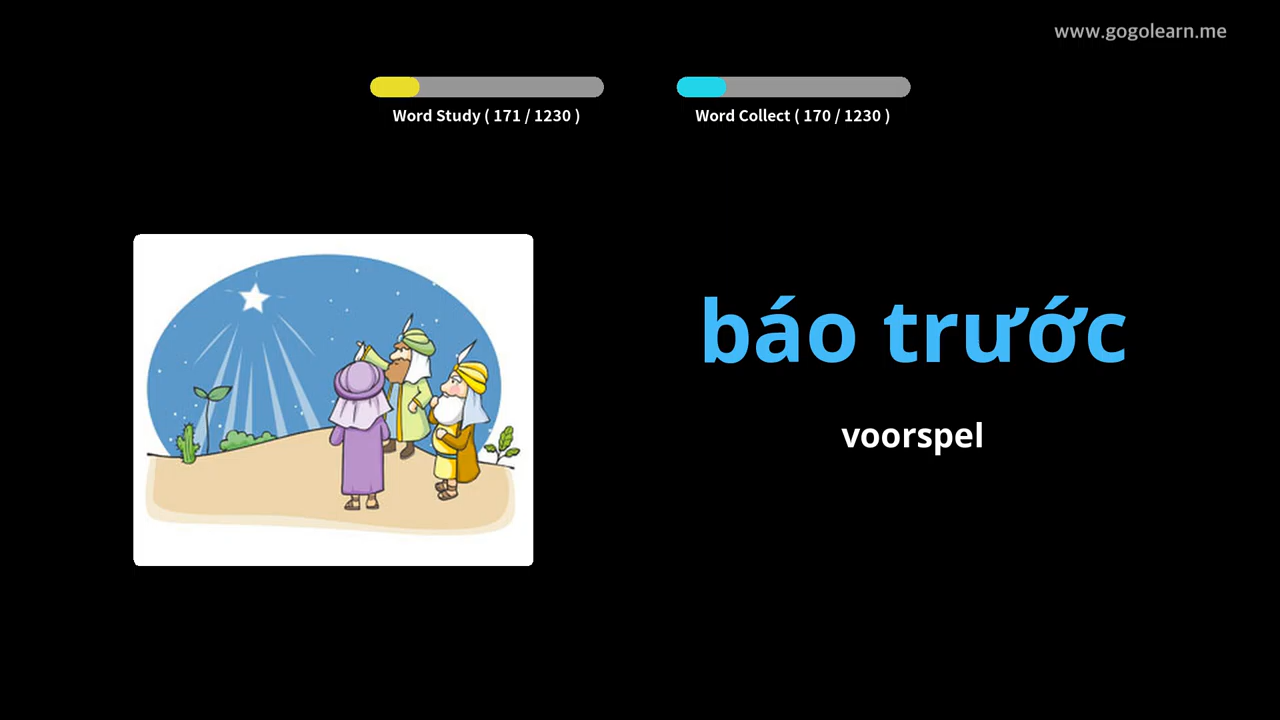 www.gogolearn.me
Word Study ( 171 / 1230 )
Word Collect ( 170 / 1230 )
báo trước
voorspel